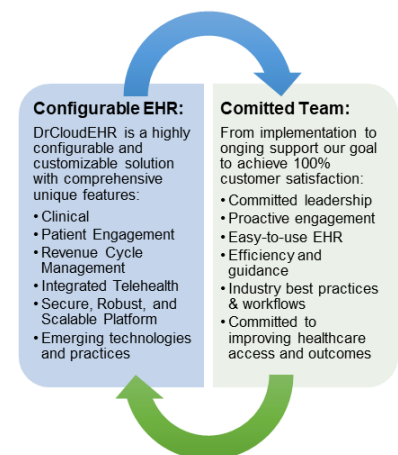 Configurable EHR:
DrCloudEHR is a highly
configurable and
customizable solution
with comprehensive
unique features:
• Clinical
• Patient Engagement
• Revenue Cycle
Management
• Integrated Telehealth
• Secure, Robust, and
Scalable Platform
• Emerging technologies
and practices
Comitted Team:
From implementation to
onging support our goal
to achieve 100%
customer satisfaction:
• Committed leadership
• Proactive engagement
• Easy-to-use EHR
• Efficiency and
guidance
• Industry best practices
& workflows
• Committed to
improving healthcare
access and outcomes